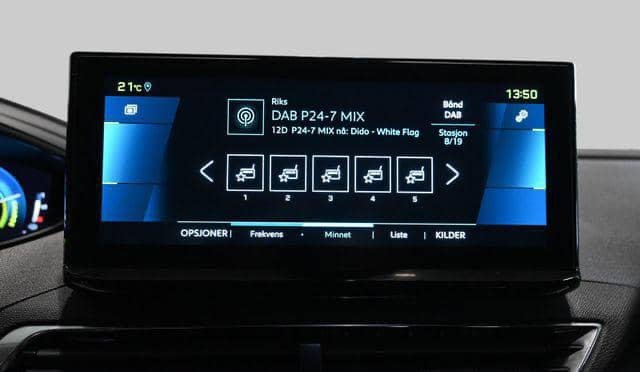 21°C
13:50
Riks
DAB P24-7 MIX
12D P24-7 MIX nå: Dido - White Flag
Bånd
DAB
Stasjon
8/19
1 2 3 4 5
OPSJONER | Frekvens • Minnet | Liste | KILDER